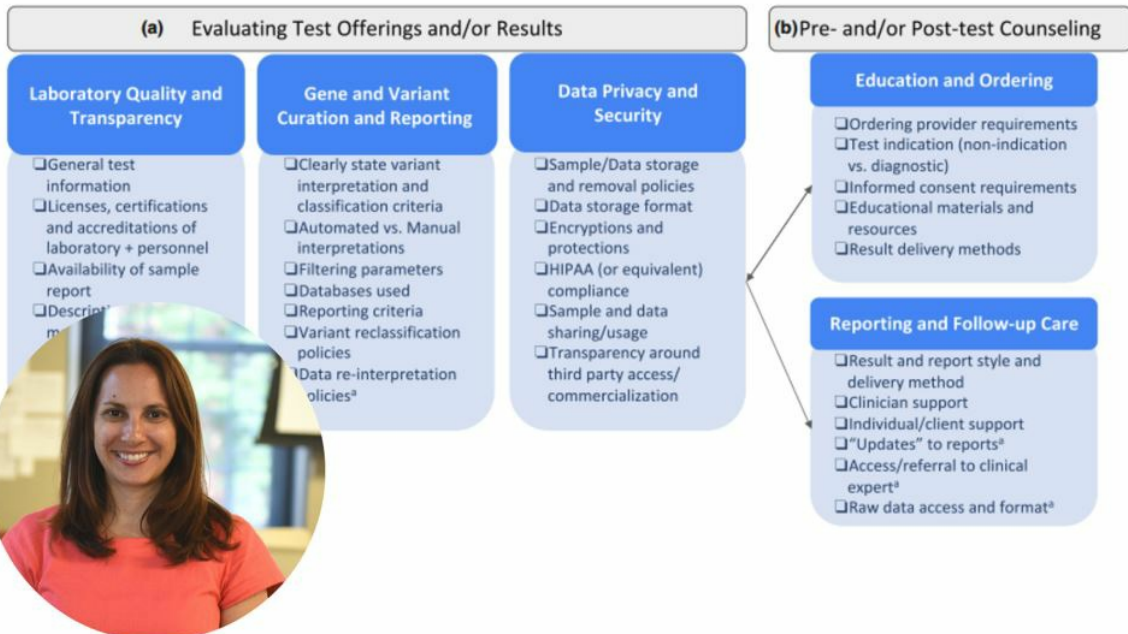 (a) Evaluating Test Offerings and/or Results
(b) Pre- and/or Post-test Counseling
Laboratory Quality and
Transparency
❑General test
information
❑Licenses, certifications
and accreditations of
laboratory + personnel
❑Availability of sample
report
Gene and Variant
Curation and Reporting
❑Clearly state variant
interpretation and
classification criteria
❑Automated vs. Manual
interpretations
❑Filtering parameters
❑Databases used
❑Reporting criteria
❑Variant reclassification
policies
❑Data re-interpretation
Data Privacy and
Security
❑Sample/Data storage
and removal policies
❑Data storage format
❑Encryptions and
protections
❑HIPAA (or equivalent)
compliance
❑Sample and data
sharing/usage
❑Transparency around
third party access/
commercialization
Education and Ordering
❑Ordering provider requirements
❑Test indication (non-indication
vs. diagnostic)
❑Informed consent requirements
❑Educational materials and
resources
❑Result delivery methods
Reporting and Follow-up Care
❑Result and report style and
delivery method
❑Clinician support
❑Individual/client support
❑“Updates” to reportsᵃ
❑Access/referral to clinical
expertᵃ
❑Raw data access and formatᵃ